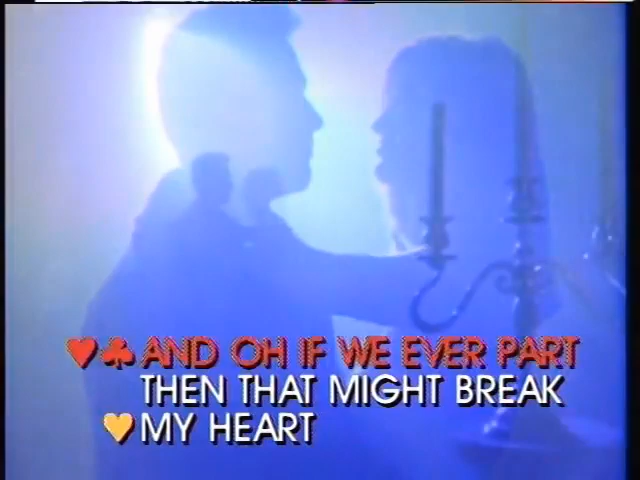 ♥♣AND OH IF WE EVER PART
THEN THAT MIGHT BREAK
♥MY HEART